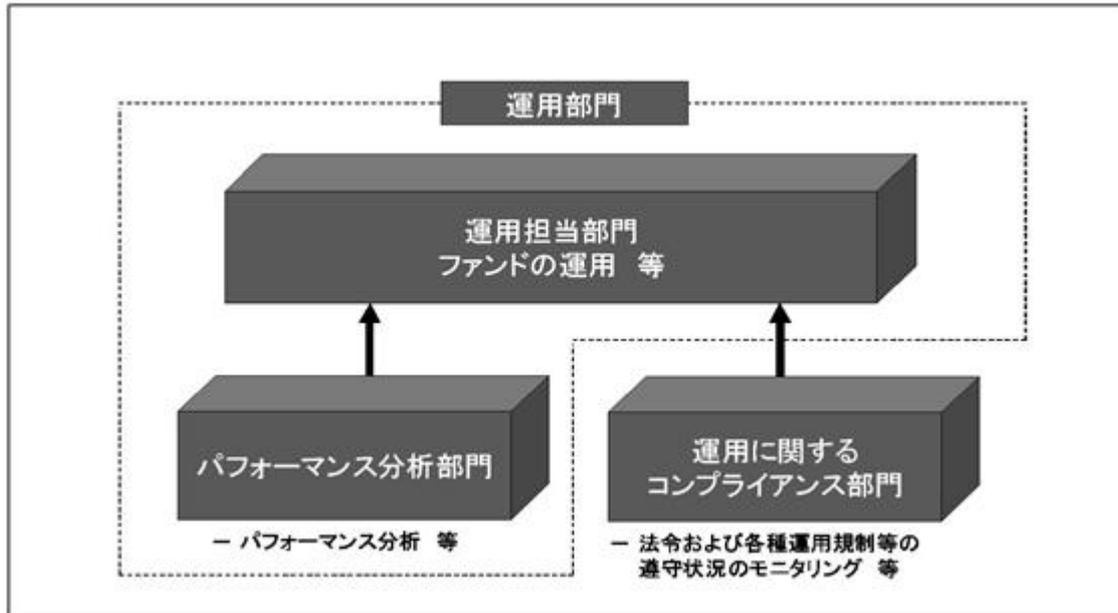 運用部門
運用担当部門
ファンドの運用　等
パフォーマンス分析部門
－ パフォーマンス分析　等
運用に関する
コンプライアンス部門
－ 法令および各種運用規制等の
遵守状況のモニタリング　等